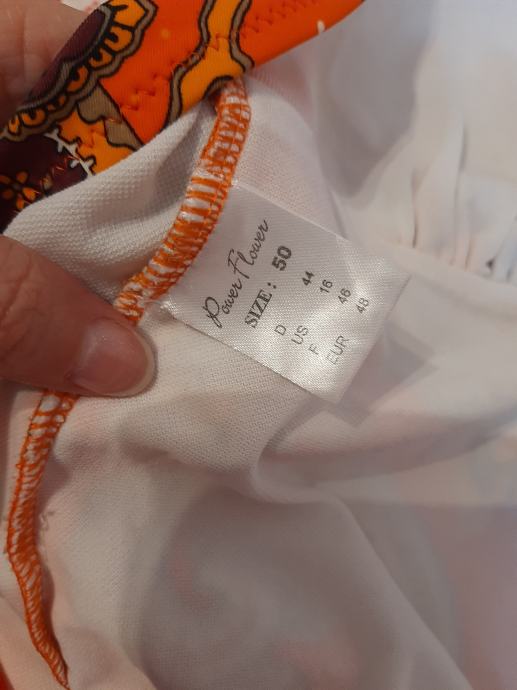 Power Flower
SIZE: 50
D 44
US 16
F 46
EUR 48